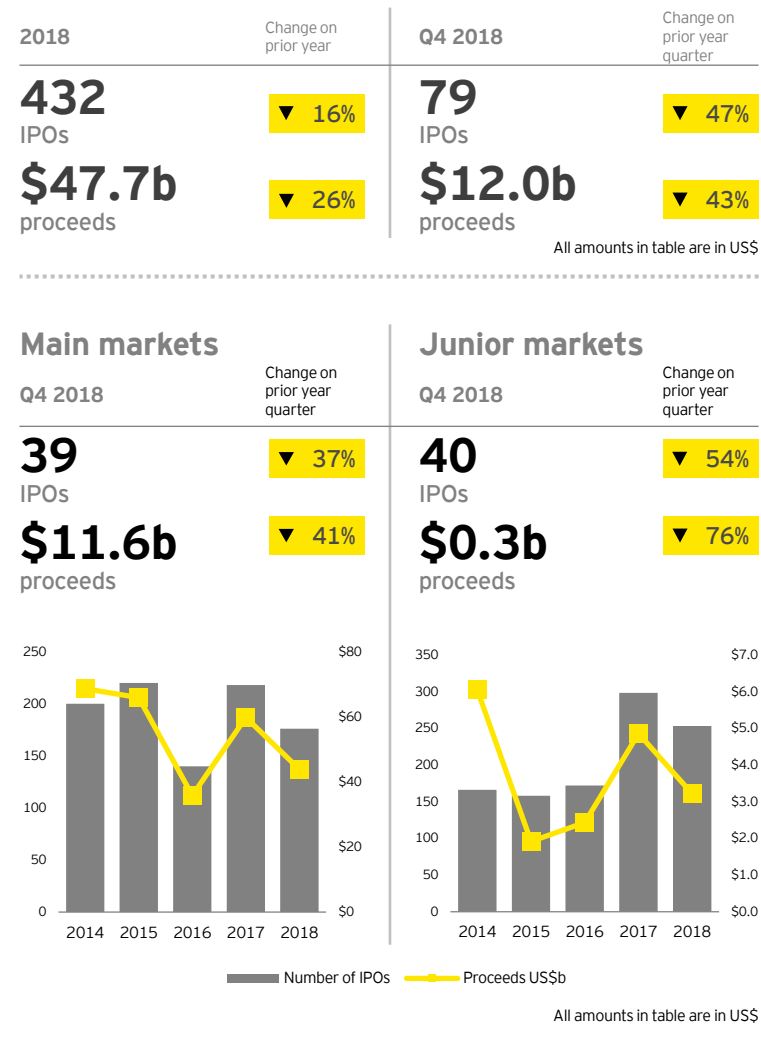 2018
Change on
prior year
432
IPOs
▼ 16%
$47.7b
proceeds
▼ 26%
Q4 2018
Change on
prior year
quarter
79
IPOs
▼ 47%
$12.0b
proceeds
▼ 43%
All amounts in table are in US$
Main markets
Q4 2018
Change on
prior year
quarter
39
IPOs
▼ 37%
$11.6b
proceeds
▼ 41%
Junior markets
Q4 2018
Change on
prior year
quarter
40
IPOs
▼ 54%
$0.3b
proceeds
▼ 76%
250
200
150
100
50
0
$80
$60
$40
$20
$0
2014 2015 2016 2017 2018
350
300
250
200
150
100
50
0
$7.0
$6.0
$5.0
$4.0
$3.0
$2.0
$1.0
$0.0
2014 2015 2016 2017 2018
Number of IPOs Proceeds US$b
All amounts in table are in US$